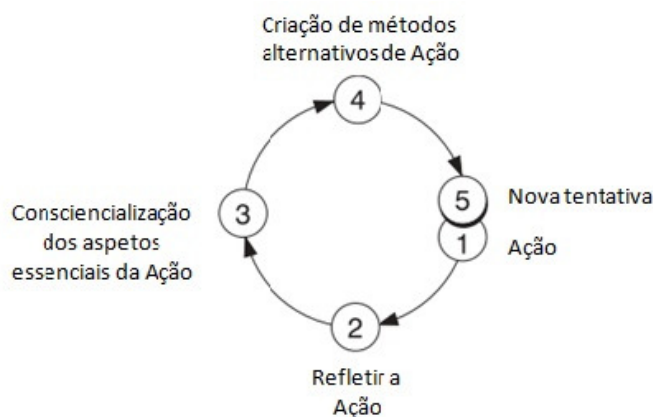 Criação de métodos
alternativos de Ação
4
5
Nova tentativa
Consciencialização
dos aspetos
essenciais da Ação
3
1
Ação
2
Refletir a
Ação